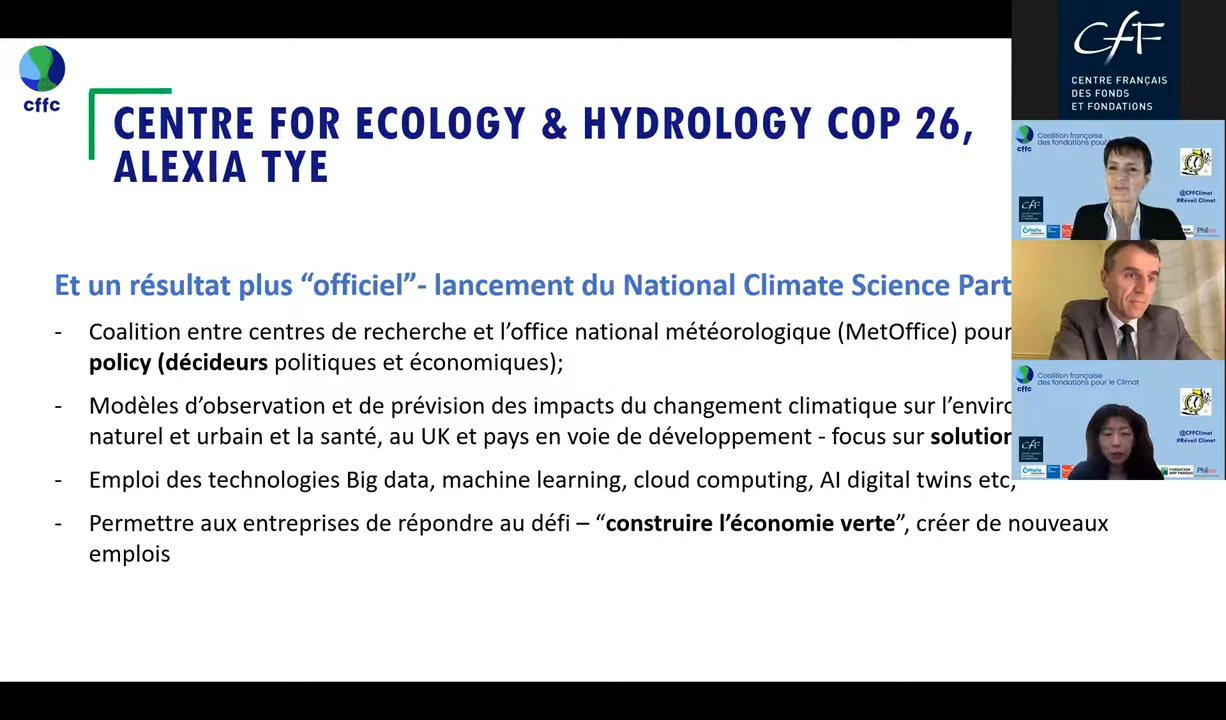 cffc
CENTRE FOR ECOLOGY & HYDROLOGY COP 26,
ALEXIA TYE
Et un résultat plus “officiel”- lancement du National Climate Science Part
- Coalition entre centres de recherche et l’office national météorologique (MetOffice) pour
policy (décideurs politiques et économiques);
- Modèles d’observation et de prévision des impacts du changement climatique sur l’enviro
naturel et urbain et la santé, au UK et pays en voie de développement - focus sur solution
- Emploi des technologies Big data, machine learning, cloud computing, AI digital twins etc,
- Permettre aux entreprises de répondre au défi – “construire l’économie verte”, créer de nouveaux
emplois
CFF
CENTRE FRANÇAIS
DES FONDS
ET FONDATIONS
cffc
Coalition française
des fondations pou
@CFFClimat
#Réveil Climat
CFF
cffc
Coalition française
des fondations pour le Climat
@CFFClimat
#Réveil Climat
CFF